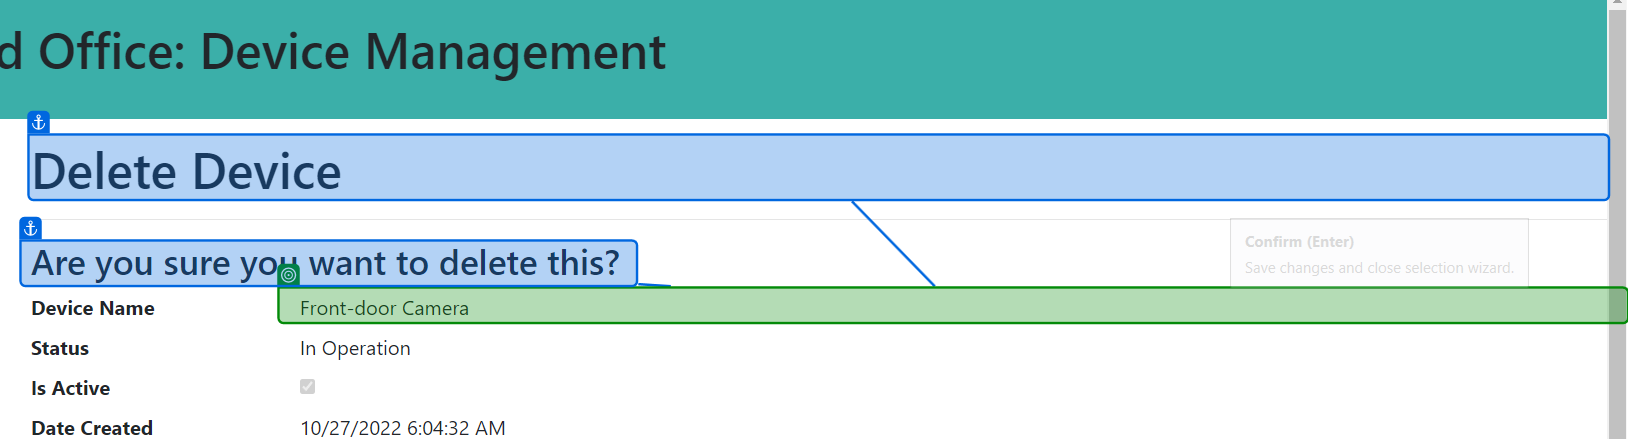 d Office: Device Management
Delete Device
Confirm (Enter)
Are you sure you want to delete this?
Save changes and close selection wizard.
Device Name Front-door Camera
Status In Operation
Is Active
Date Created 10/27/2022 6:04:32 AM